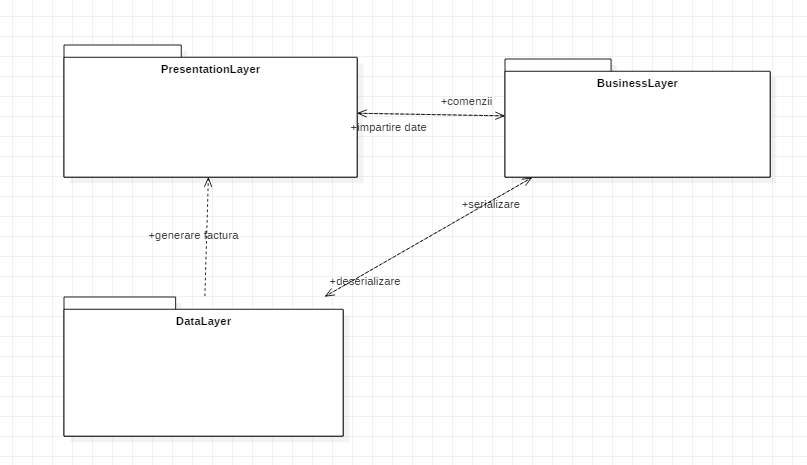 PresentationLayer
BusinessLayer
+comenzii
+impartire date
+serializare
+generare factura
+deserializare
DataLayer